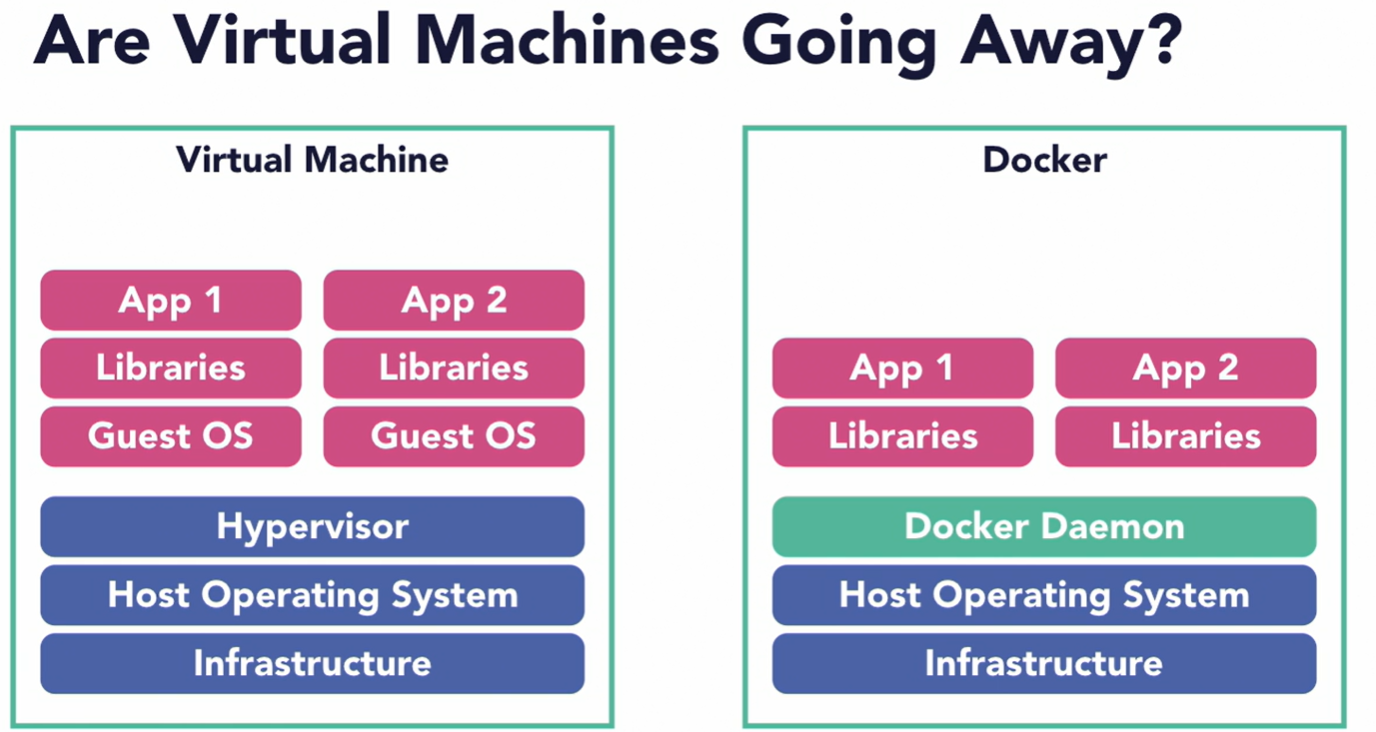 Are Virtual Machines Going Away?
Virtual Machine
App 1
App 2
Libraries
Libraries
Guest OS
Guest OS
Hypervisor
Host Operating System
Infrastructure
Docker
App 1
App 2
Libraries
Libraries
Docker Daemon
Host Operating System
Infrastructure